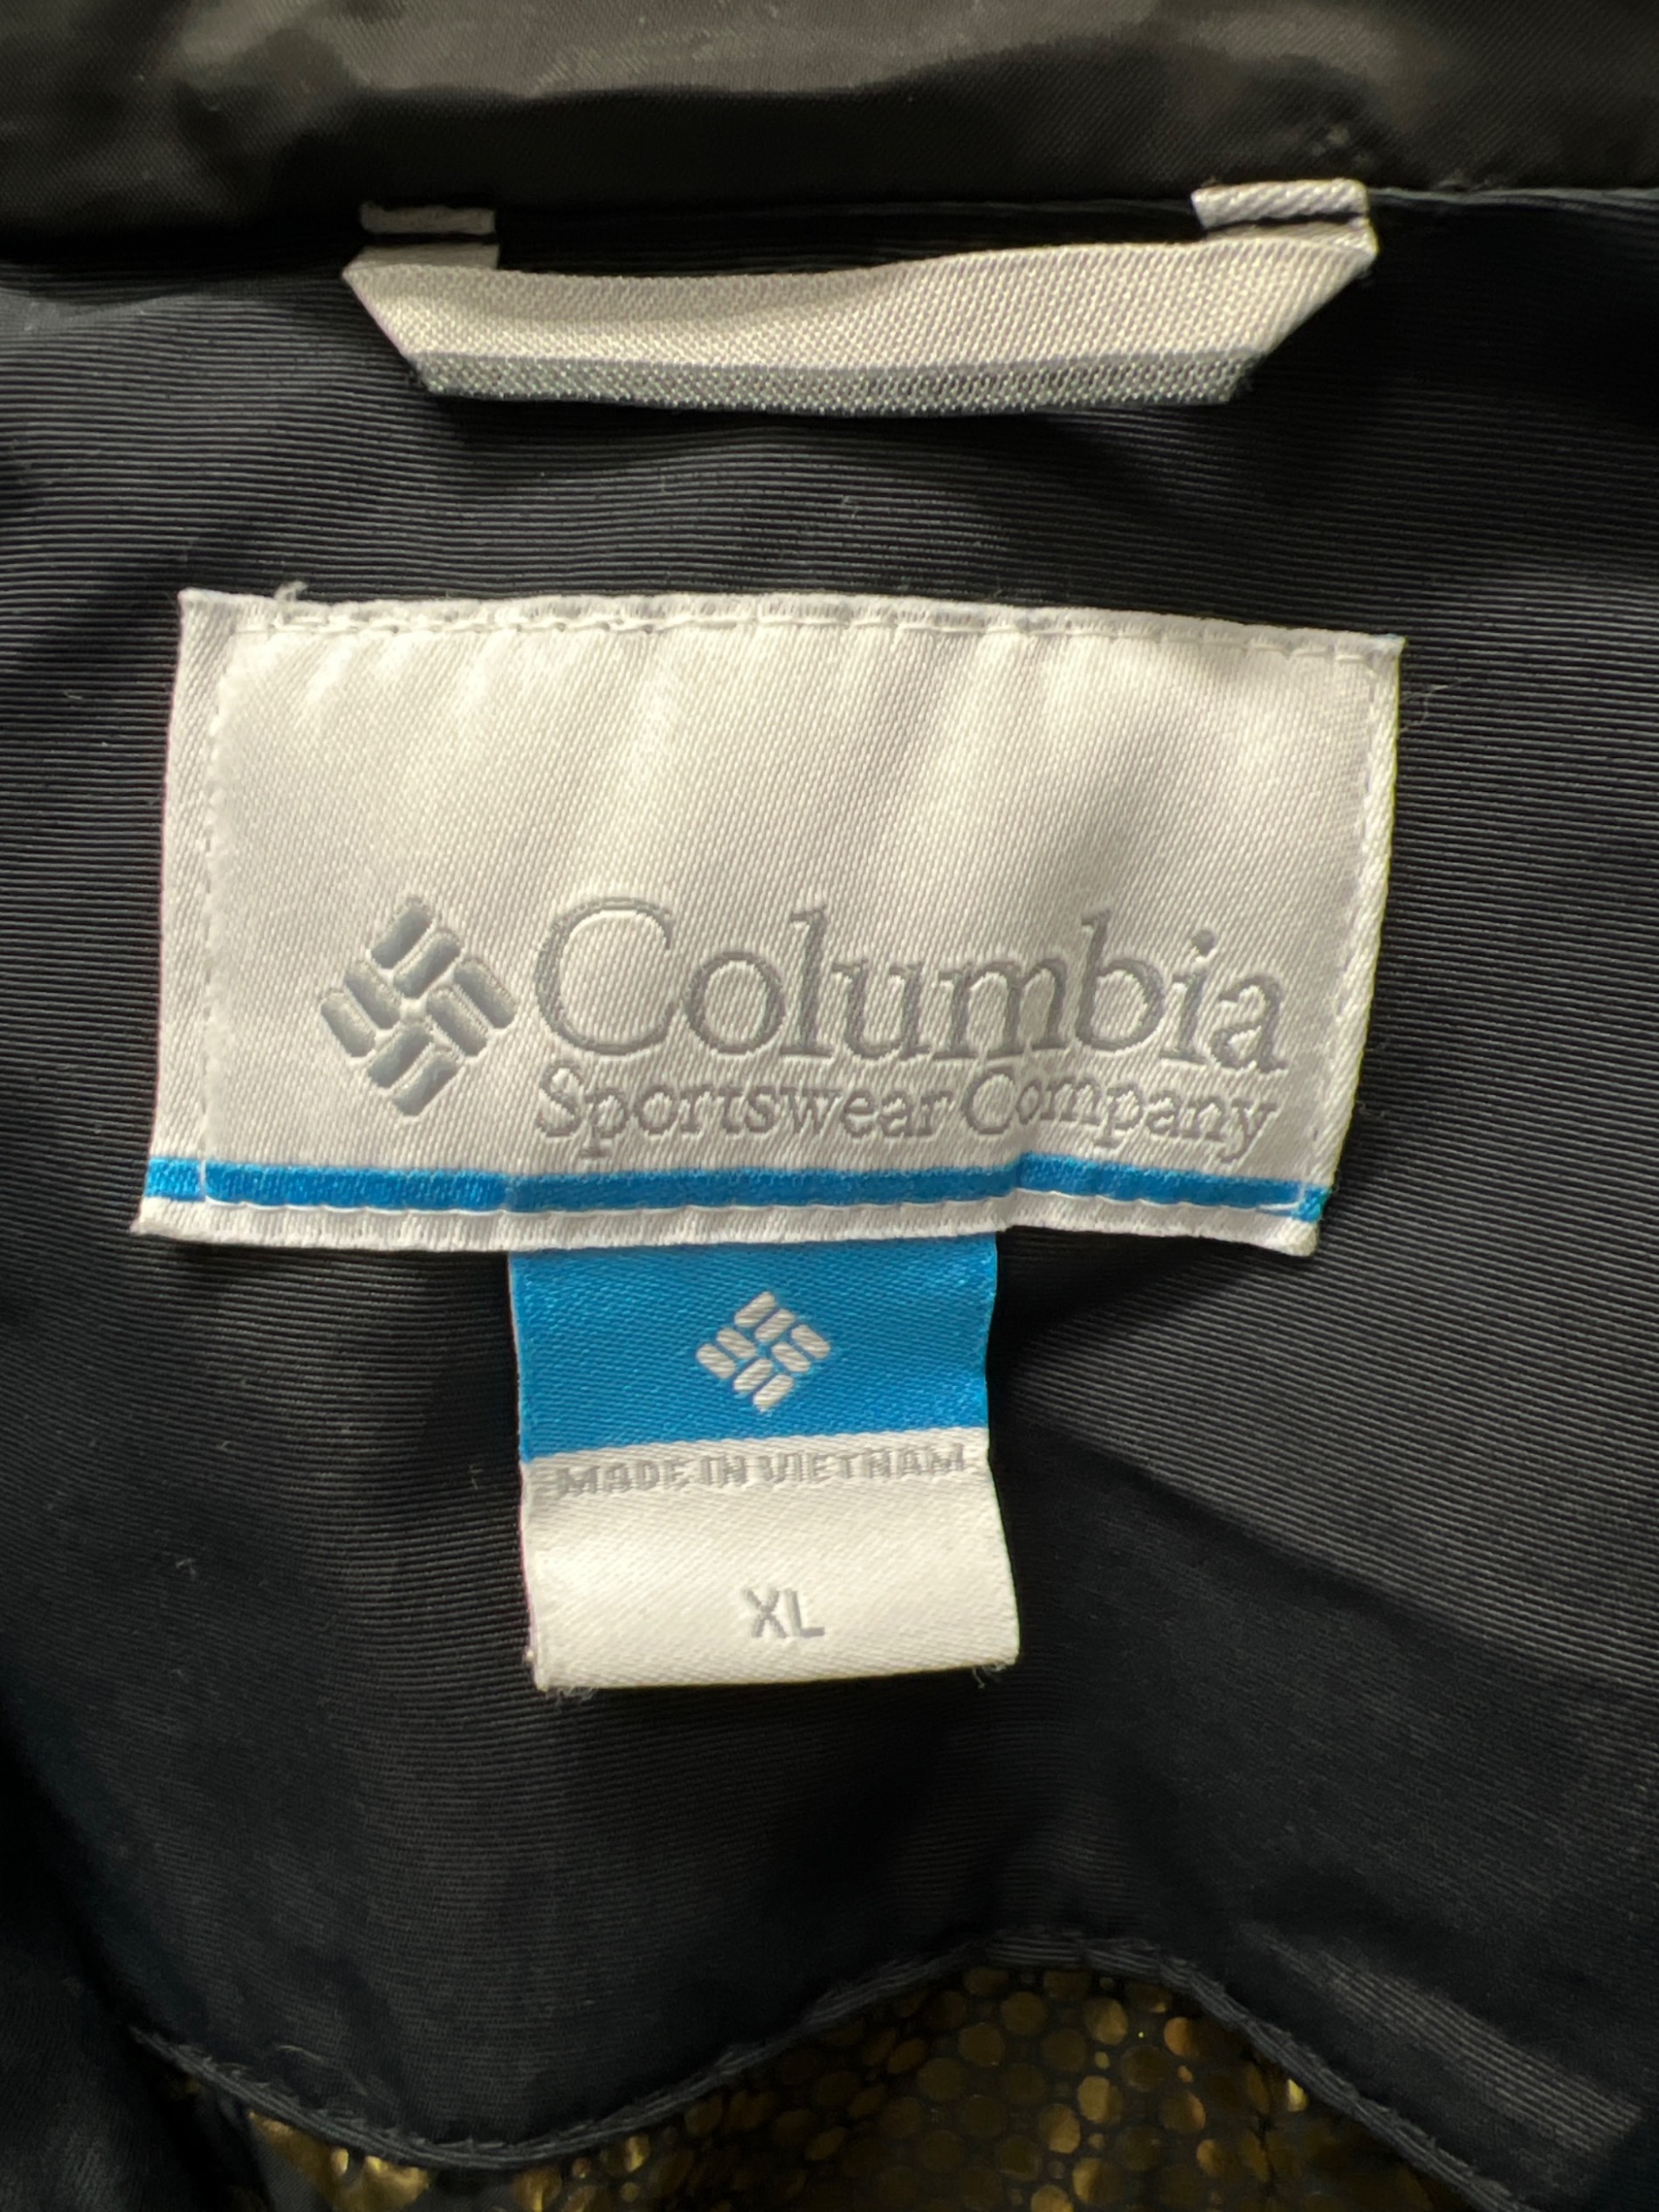 Columbia
Sportswear Company
MADE IN VIETNAM
XL